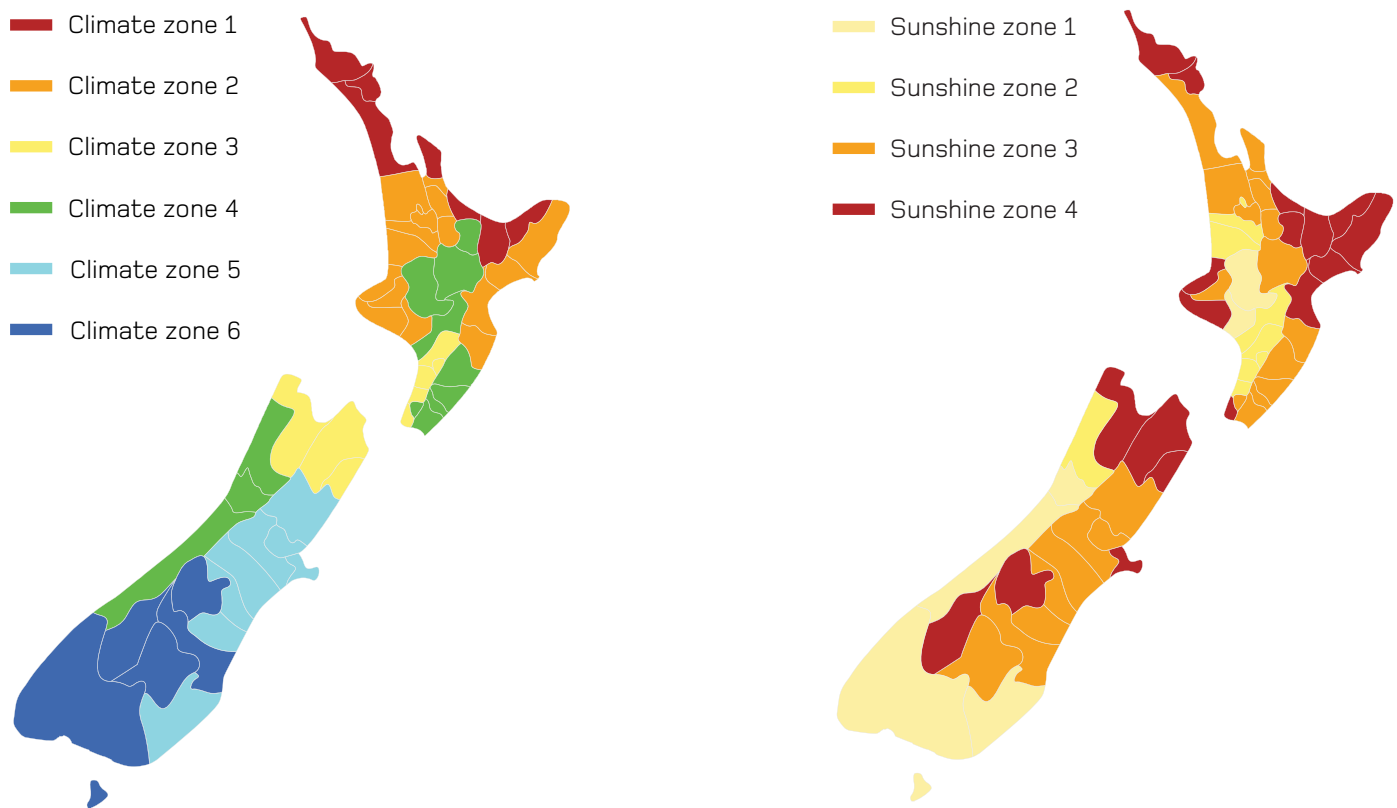 Climate zone 1
Climate zone 2
Climate zone 3
Climate zone 4
Climate zone 5
Climate zone 6
Sunshine zone 1
Sunshine zone 2
Sunshine zone 3
Sunshine zone 4